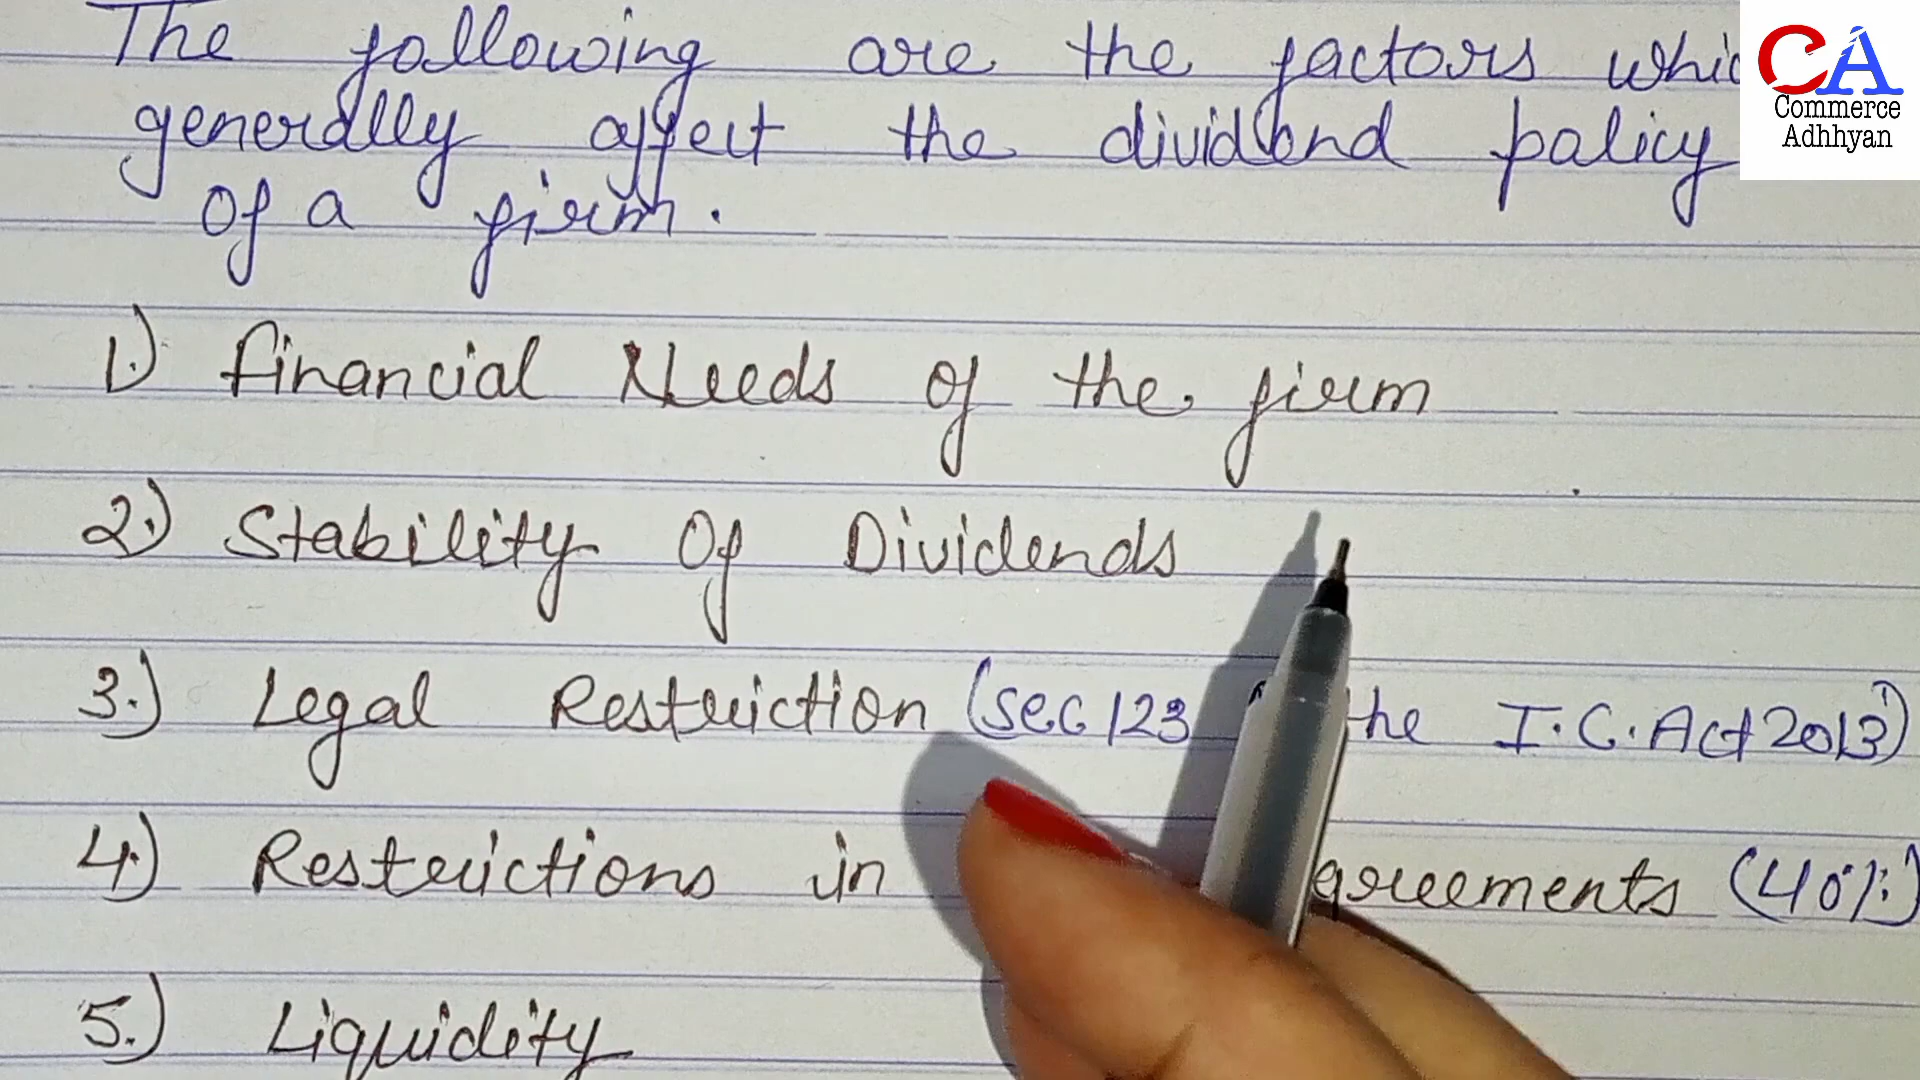 The following are the factors whic
generally affect the dividend policy
of a firm.
1.) Financial Needs of the firm
2.) Stability Of Dividends
3.) Legal Restriction (sec 123 the I.C. Act 2013)
4.) Restrictions in agreements (40%)
5.) Liquidity
CA
Commerce
Adhhyan